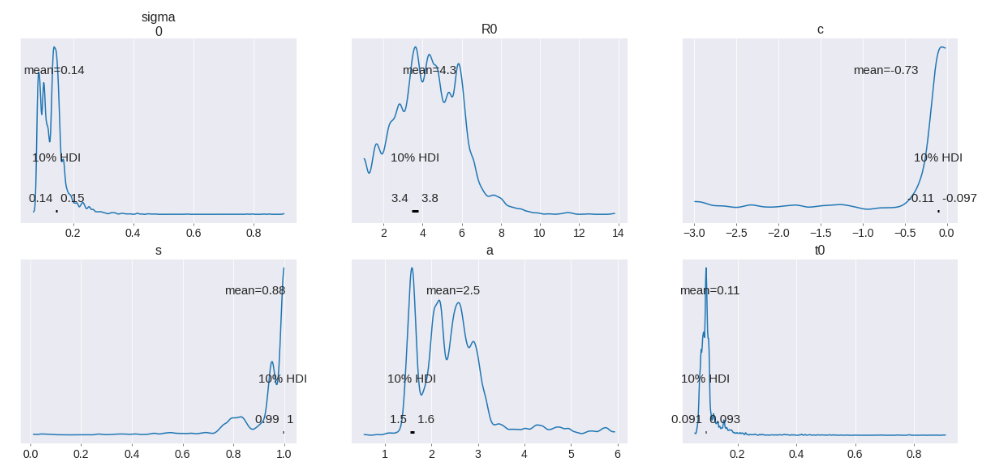 sigma
0
mean=0.14
10% HDI
0.14 0.15
0.2 0.4 0.6 0.8
R0
mean=4.3
10% HDI
3.4 3.8
2 4 6 8 10 12 14
c
mean=-0.73
10% HDI
-0.11 -0.097
−3.0 −2.5 −2.0 −1.5 −1.0 −0.5 0.0
s
mean=0.88
10% HDI
0.99 1
0.0 0.2 0.4 0.6 0.8 1.0
a
mean=2.5
10% HDI
1.5 1.6
1 2 3 4 5 6
t0
mean=0.11
10% HDI
0.091 0.093
0.2 0.4 0.6 0.8